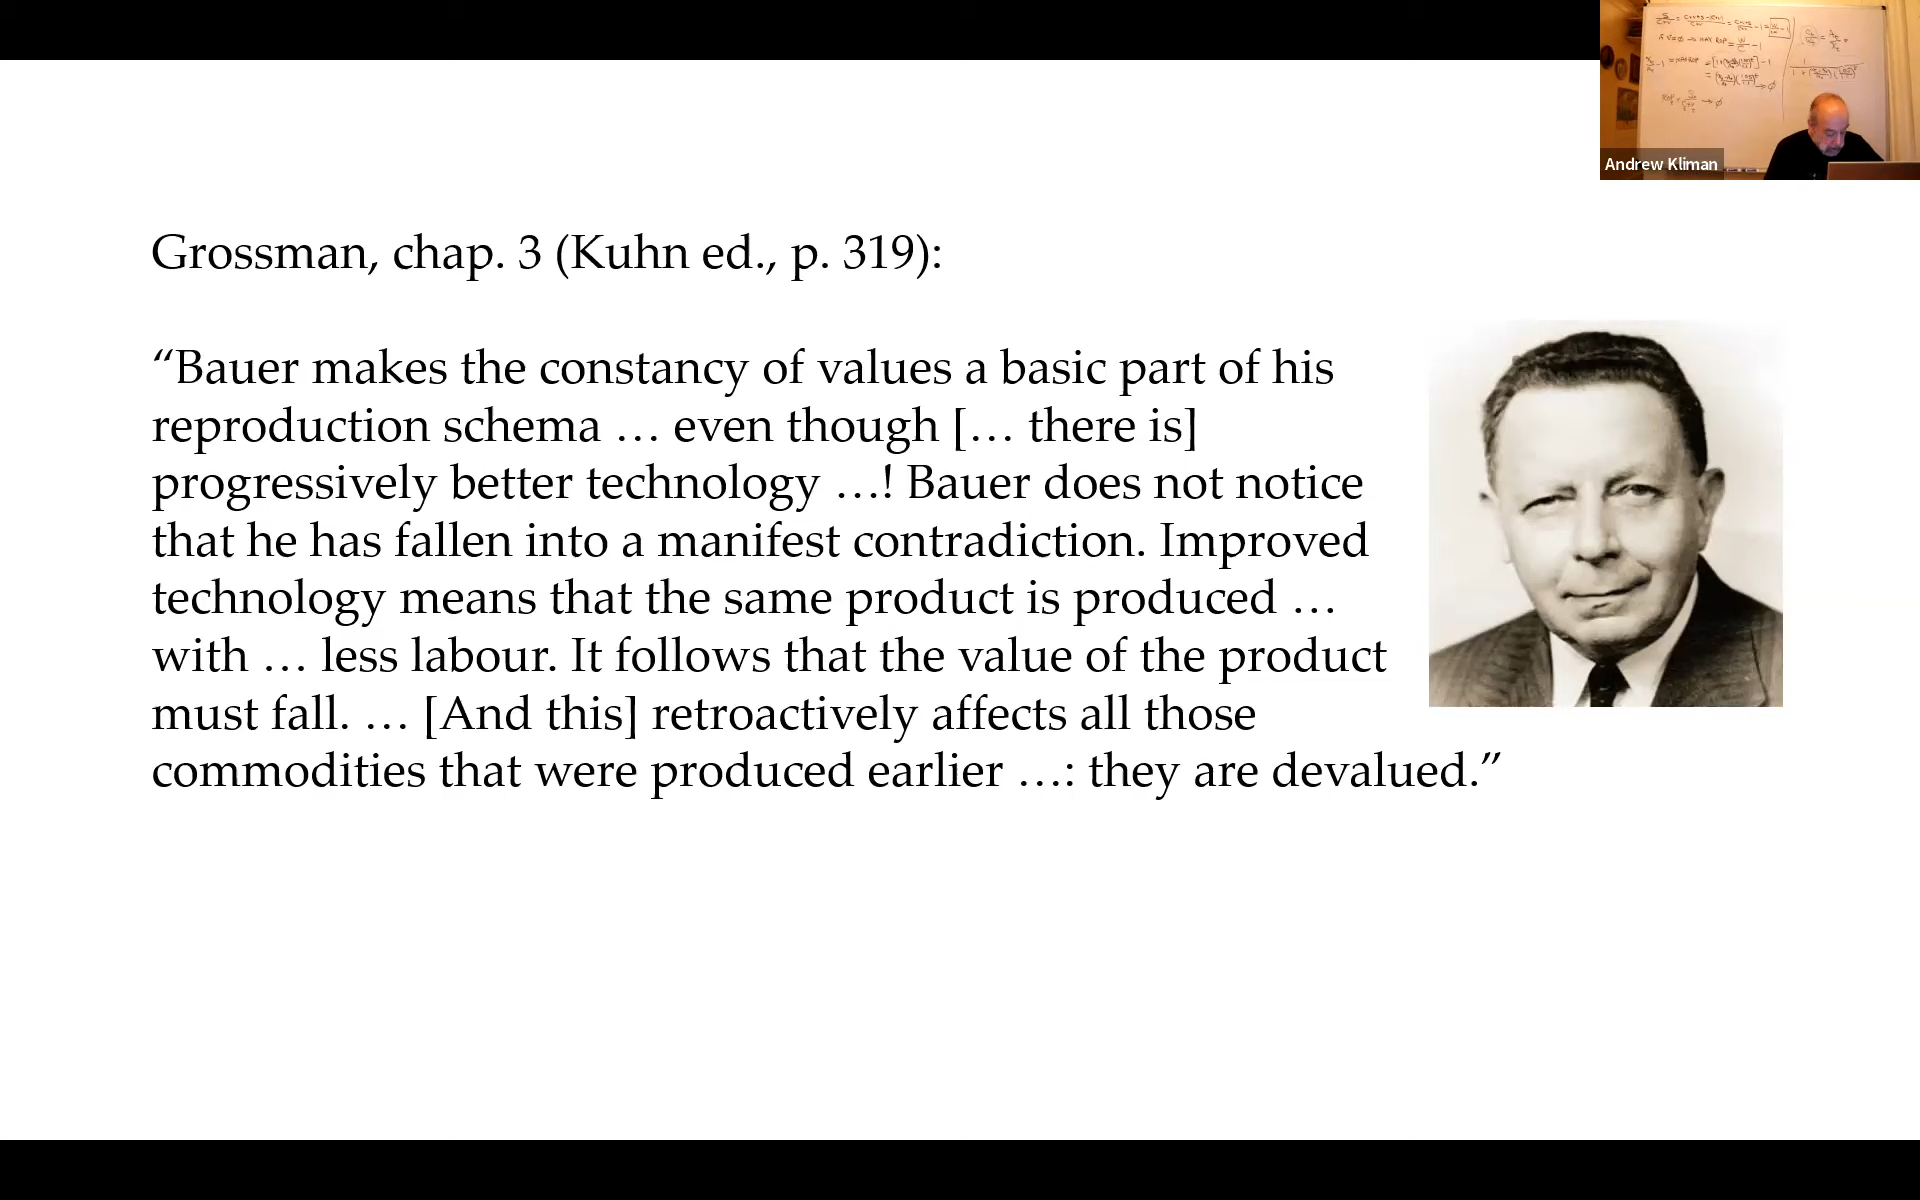 Grossman, chap. 3 (Kuhn ed., p. 319):
“Bauer makes the constancy of values a basic part of his
reproduction schema … even though [… there is]
progressively better technology …! Bauer does not notice
that he has fallen into a manifest contradiction. Improved
technology means that the same product is produced …
with … less labour. It follows that the value of the product
must fall. … [And this] retroactively affects all those
commodities that were produced earlier …: they are devalued.”
Andrew Kliman